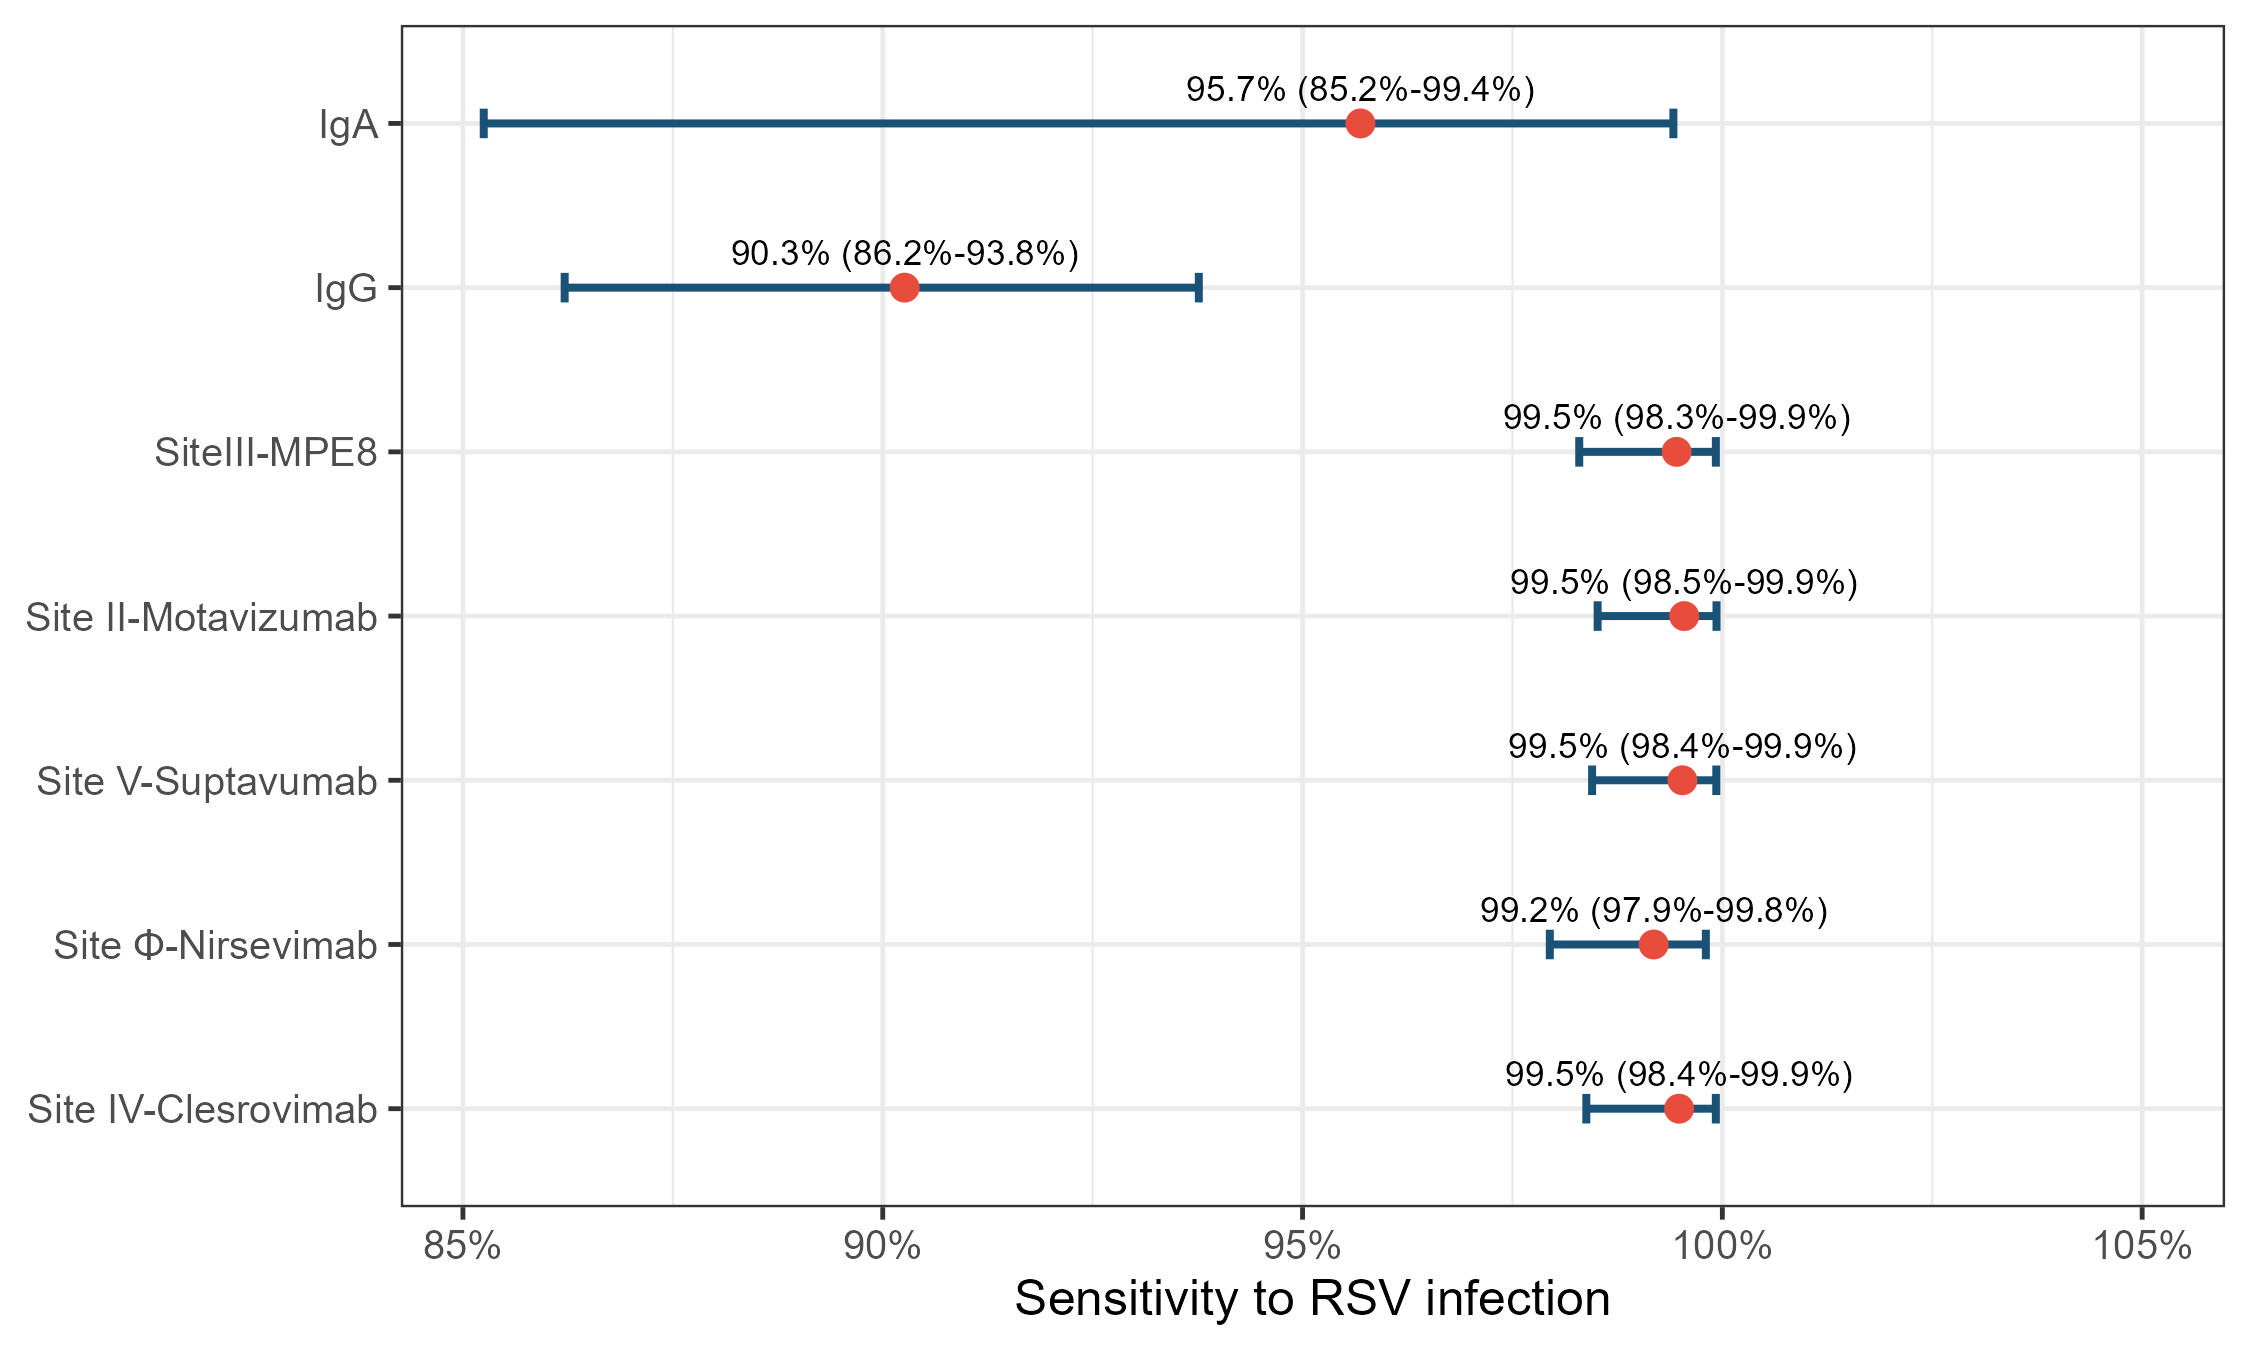 95.7% (85.2%-99.4%)
IgA
90.3% (86.2%-93.8%)
IgG
99.5% (98.3%-99.9%)
SiteIII-MPE8
99.5% (98.5%-99.9%)
Site II-Motavizumab
99.5% (98.4%-99.9%)
Site V-Suptavumab
99.2% (97.9%-99.8%)
Site Φ-Nirsevimab
99.5% (98.4%-99.9%)
Site IV-Clesrovimab
85% 90% 95% 100% 105%
Sensitivity to RSV infection